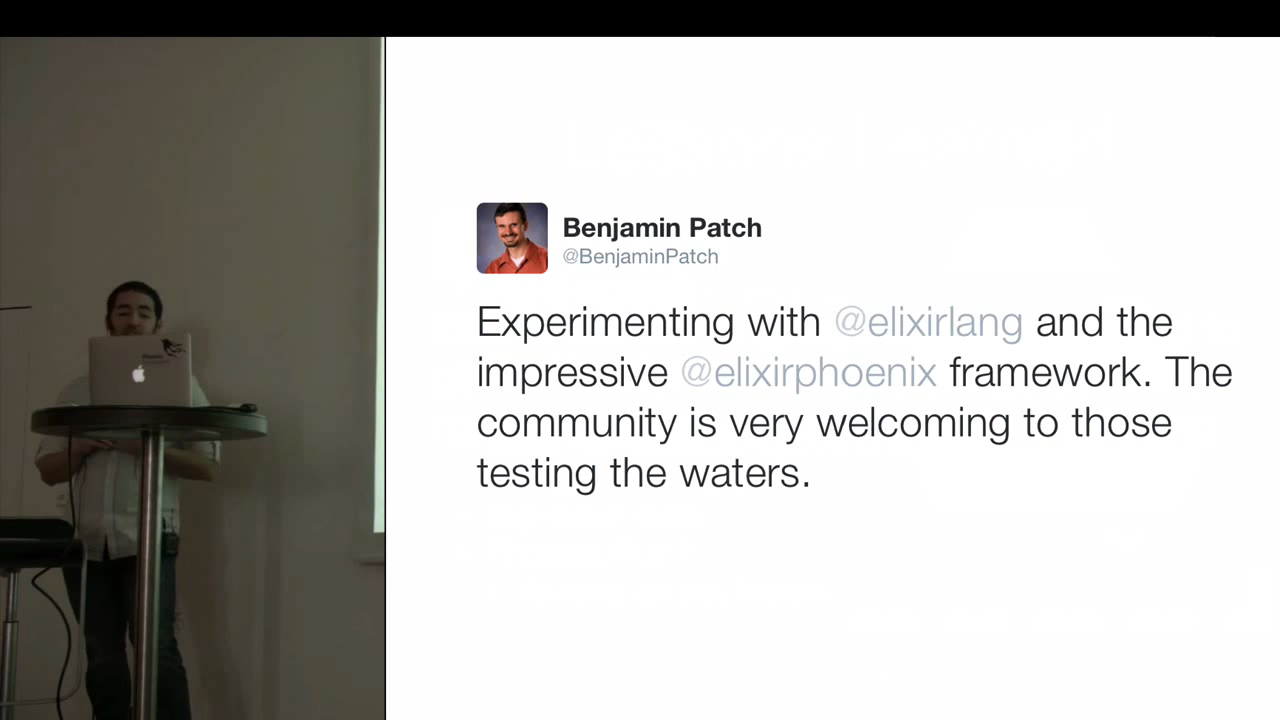 Benjamin Patch
@BenjaminPatch
Experimenting with @elixirlang and the
impressive @elixirphoenix framework. The
community is very welcoming to those
testing the waters.